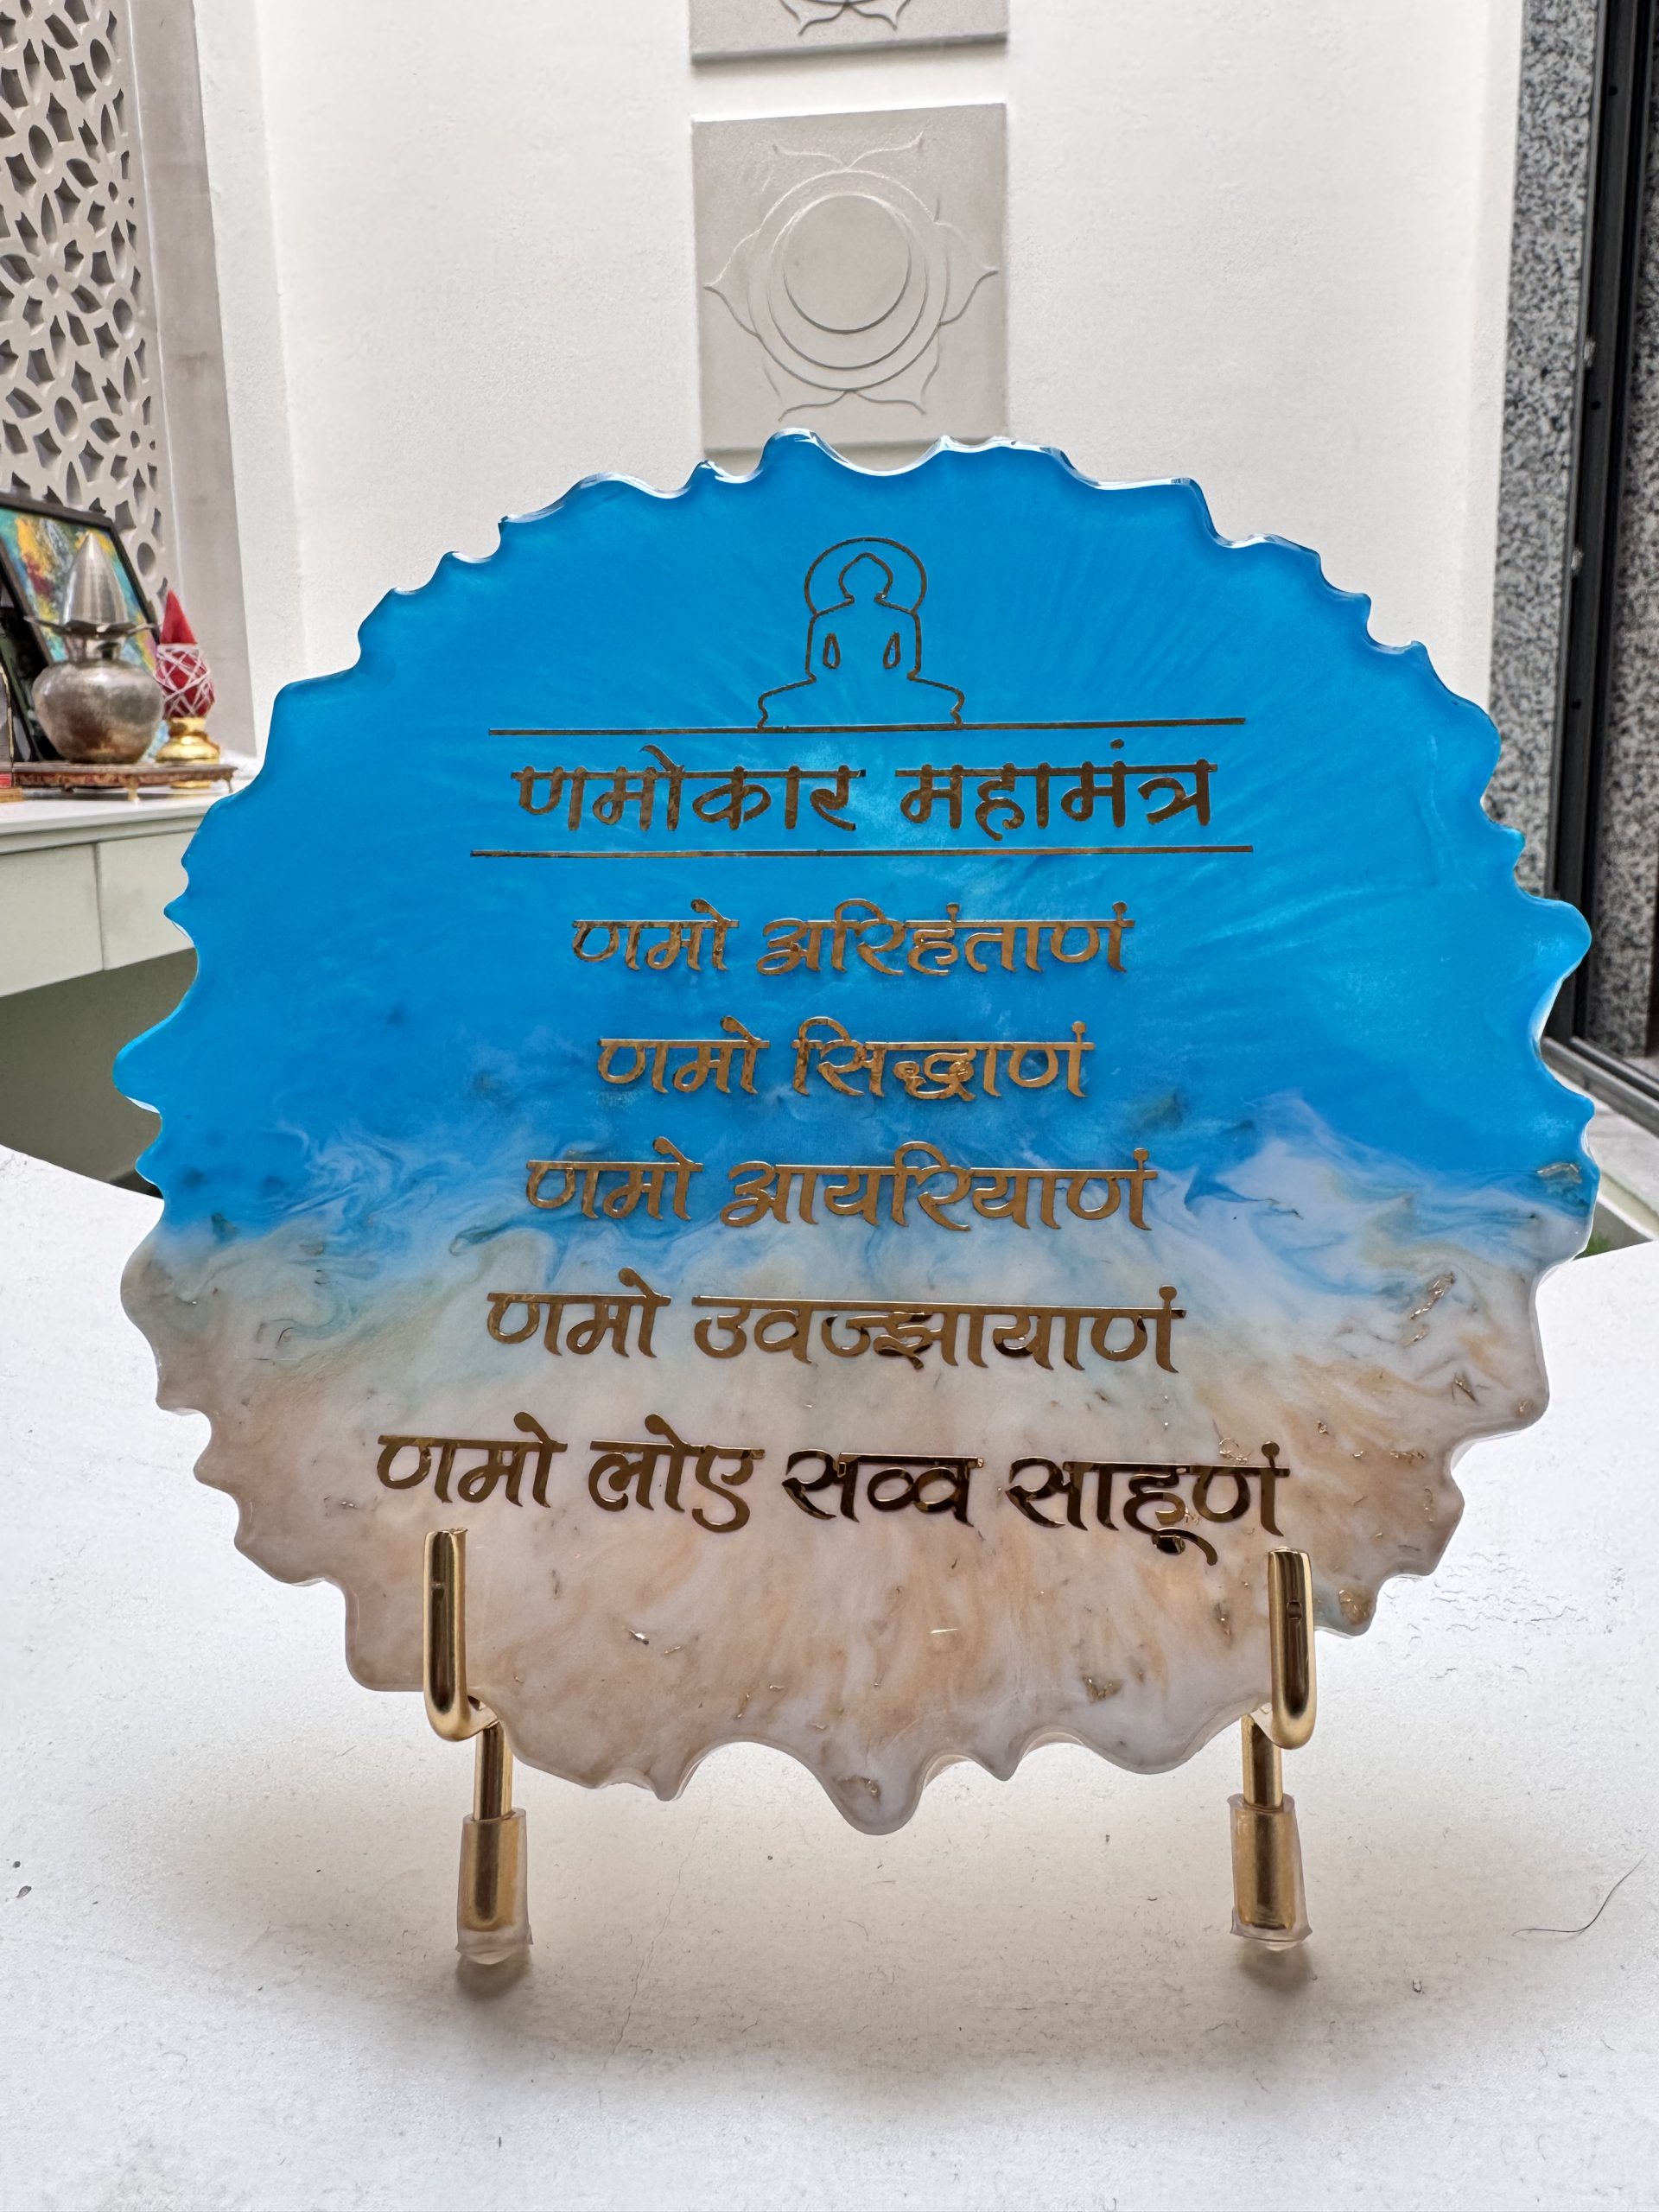 णमोकार महामंत्र
णमो अरिहंताणं
णमो सिद्धाणं
णमो आयरियाणं
णमो उवज्झायाणं
णमो लोए सव्व साहूणं